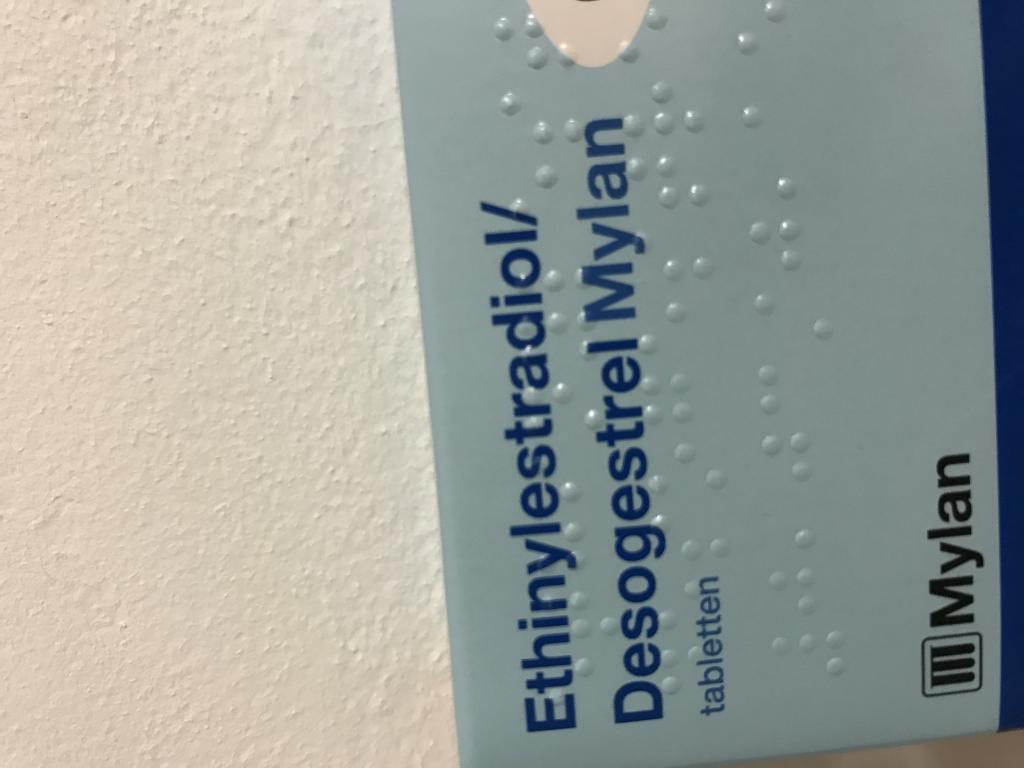 Ethinylestradiol/
Desogestrel Mylan
tabletten
Mylan